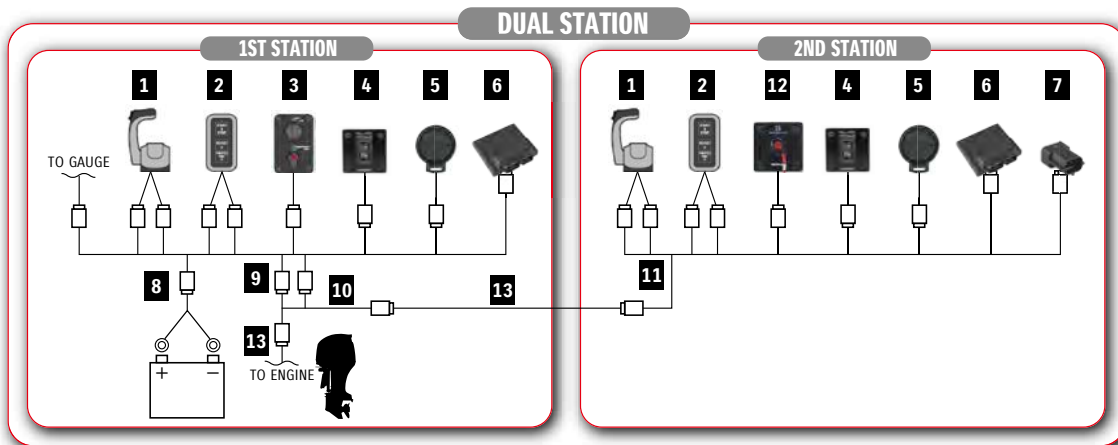 DUAL STATION
1ST STATION
2ND STATION
1 2 3 4 5 6
1 2 12 4 5 6 7
TO GAUGE
8 9 10 13 11
13
TO ENGINE
+ −